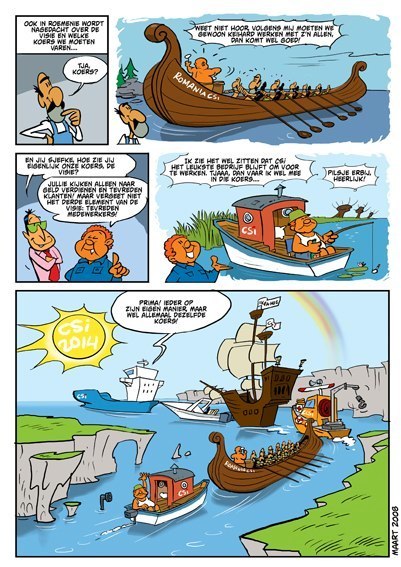 OOK IN ROEMENIE WORDT
NAGEDACHT OVER DE
VISIE EN WELKE
KOERS WE MOETEN
VAREN...
TJA,
KOERS?
WEET NIET HOOR, VOLGENS MIJ MOETEN WE
GEWOON KEIHARD WERKEN MET Z'N ALLEN,
DAN KOMT WEL GOED!
ROMANIA CSi
EN JIJ SJEFKE, HOE ZIE JIJ
EIGENLIJK ONZE KOERS, DE
VISIE?
JULLIE KIJKEN ALLEEN NAAR
GELD VERDIENEN EN TEVREDEN
KLANTEN! MAAR VERGEET NIET
HET DERDE ELEMENT VAN DE
VISIE: TEVREDEN
MEDEWERKERS!
IK ZIE HET WEL ZITTEN DAT CSi
HET LEUKSTE BEDRIJF BLIJFT OM VOOR
TE WERKEN. TJAAA, DAN VAAR IK WEL MEE
IN DIE KOERS....
PILSJE ERBIJ,
HEERLIJK!
CSi
PRIMA! IEDER OP
ZIJN EIGEN MANIER, MAAR
WEL ALLEMAAL DEZELFDE
KOERS!
CSi
2014
CSi
ROMANIA CSi
CSi
MAART 2008